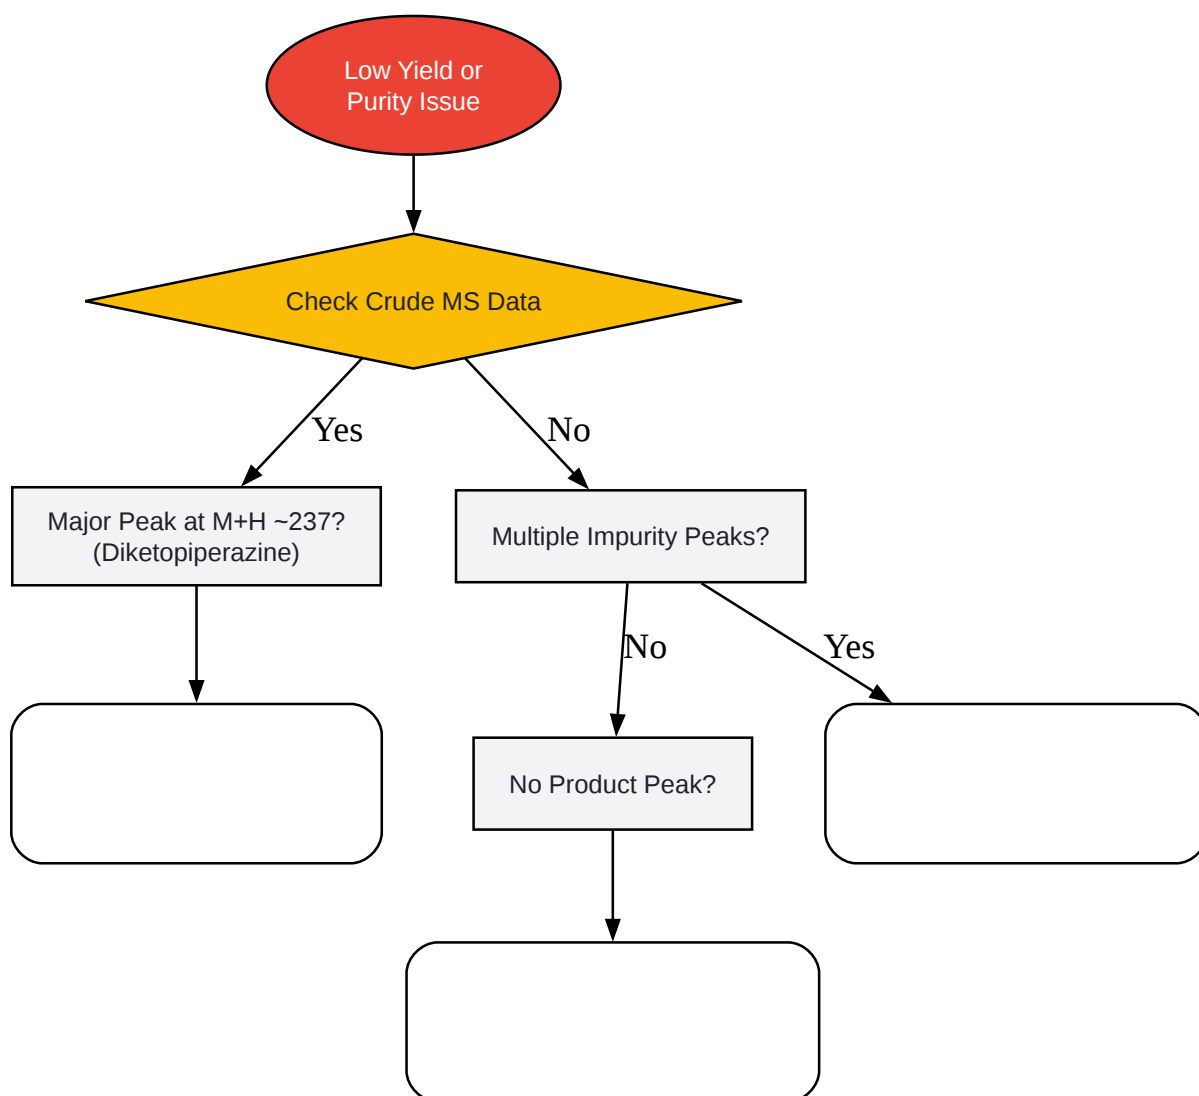 Low Yield or
Purity Issue
Check Crude MS Data
Yes
No
Major Peak at M+H ~237?
(Diketopiperazine)
Multiple Impurity Peaks?
No
Yes
No Product Peak?